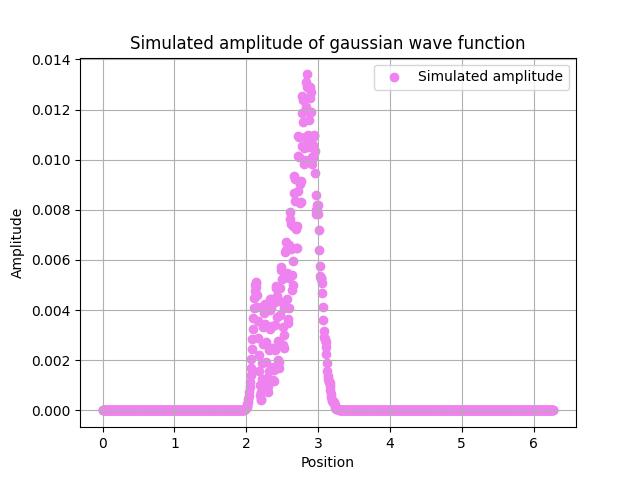 Simulated amplitude of gaussian wave function
Simulated amplitude
0.014
0.012
0.010
0.008
0.006
0.004
0.002
0.000
Amplitude
0 1 2 3 4 5 6
Position